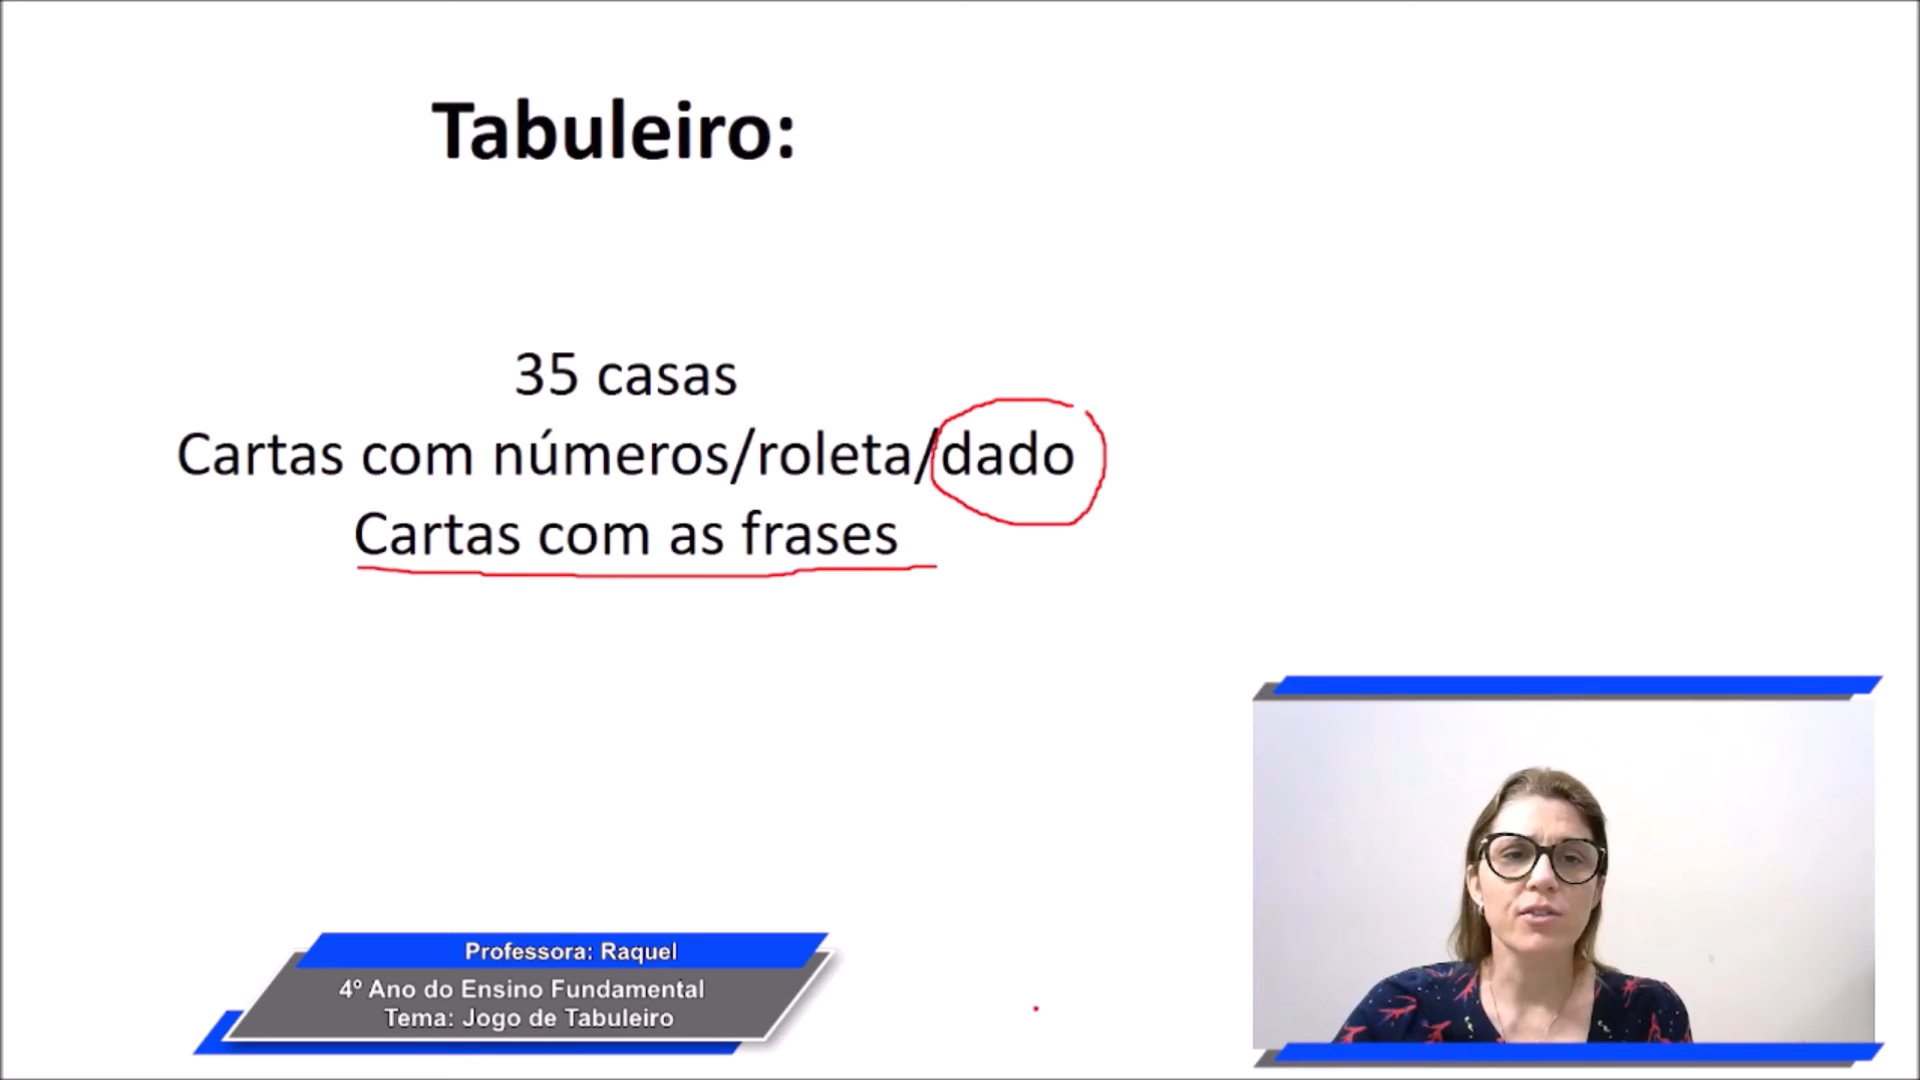 Tabuleiro:
35 casas
Cartas com números/roleta/dado
Cartas com as frases
Professora: Raquel
4º Ano do Ensino Fundamental
Tema: Jogo de Tabuleiro